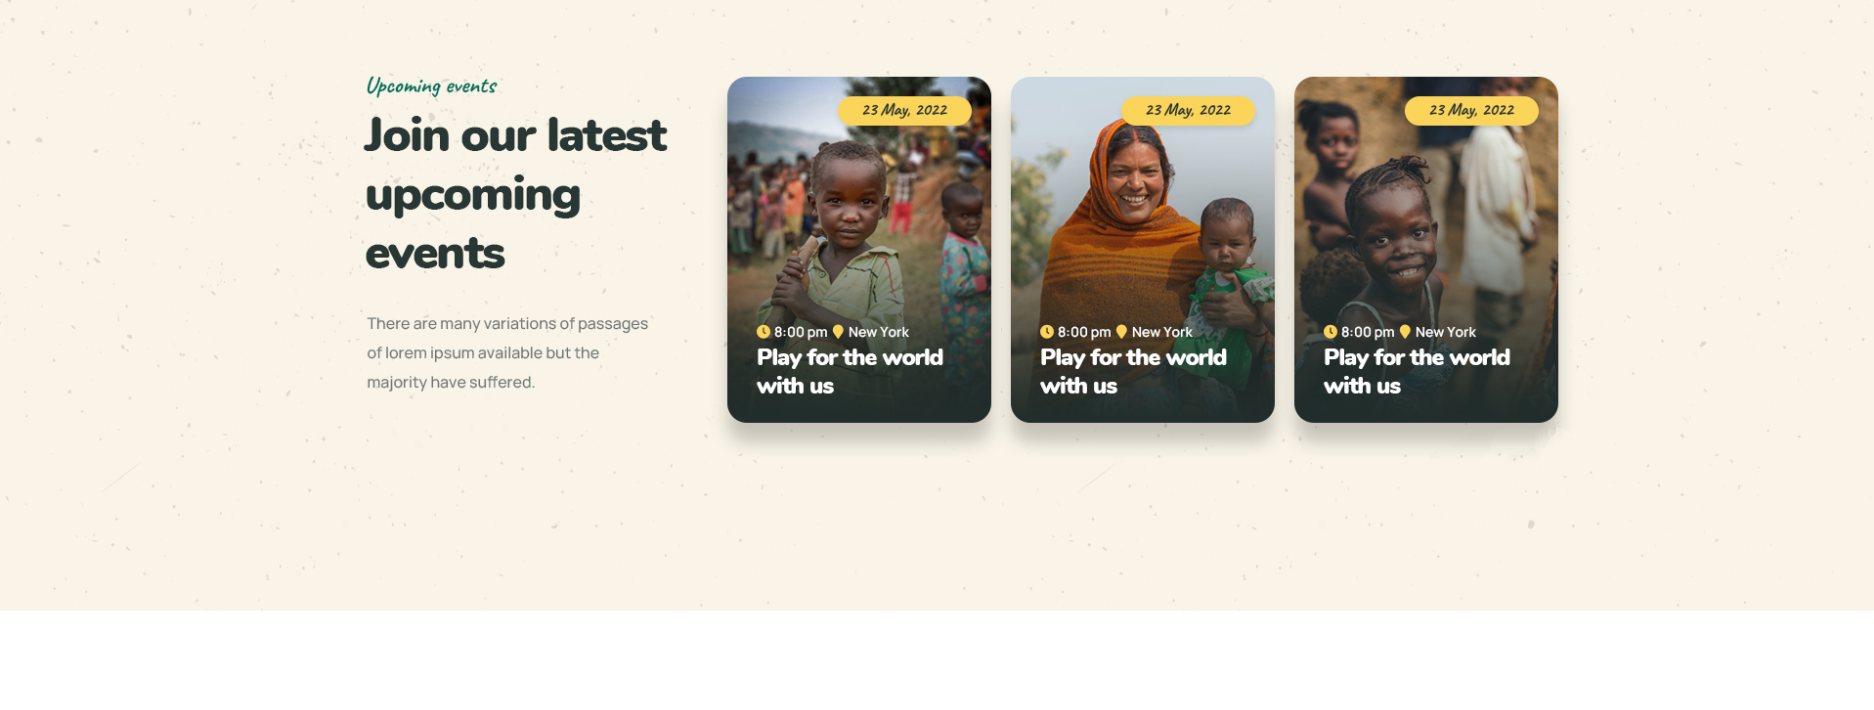 Upcoming events
Join our latest
upcoming
events
There are many variations of passages
of lorem ipsum available but the
majority have suffered.
23 May, 2022
8:00 pm New York
Play for the world
with us
23 May, 2022
8:00 pm New York
Play for the world
with us
23 May, 2022
8:00 pm New York
Play for the world
with us